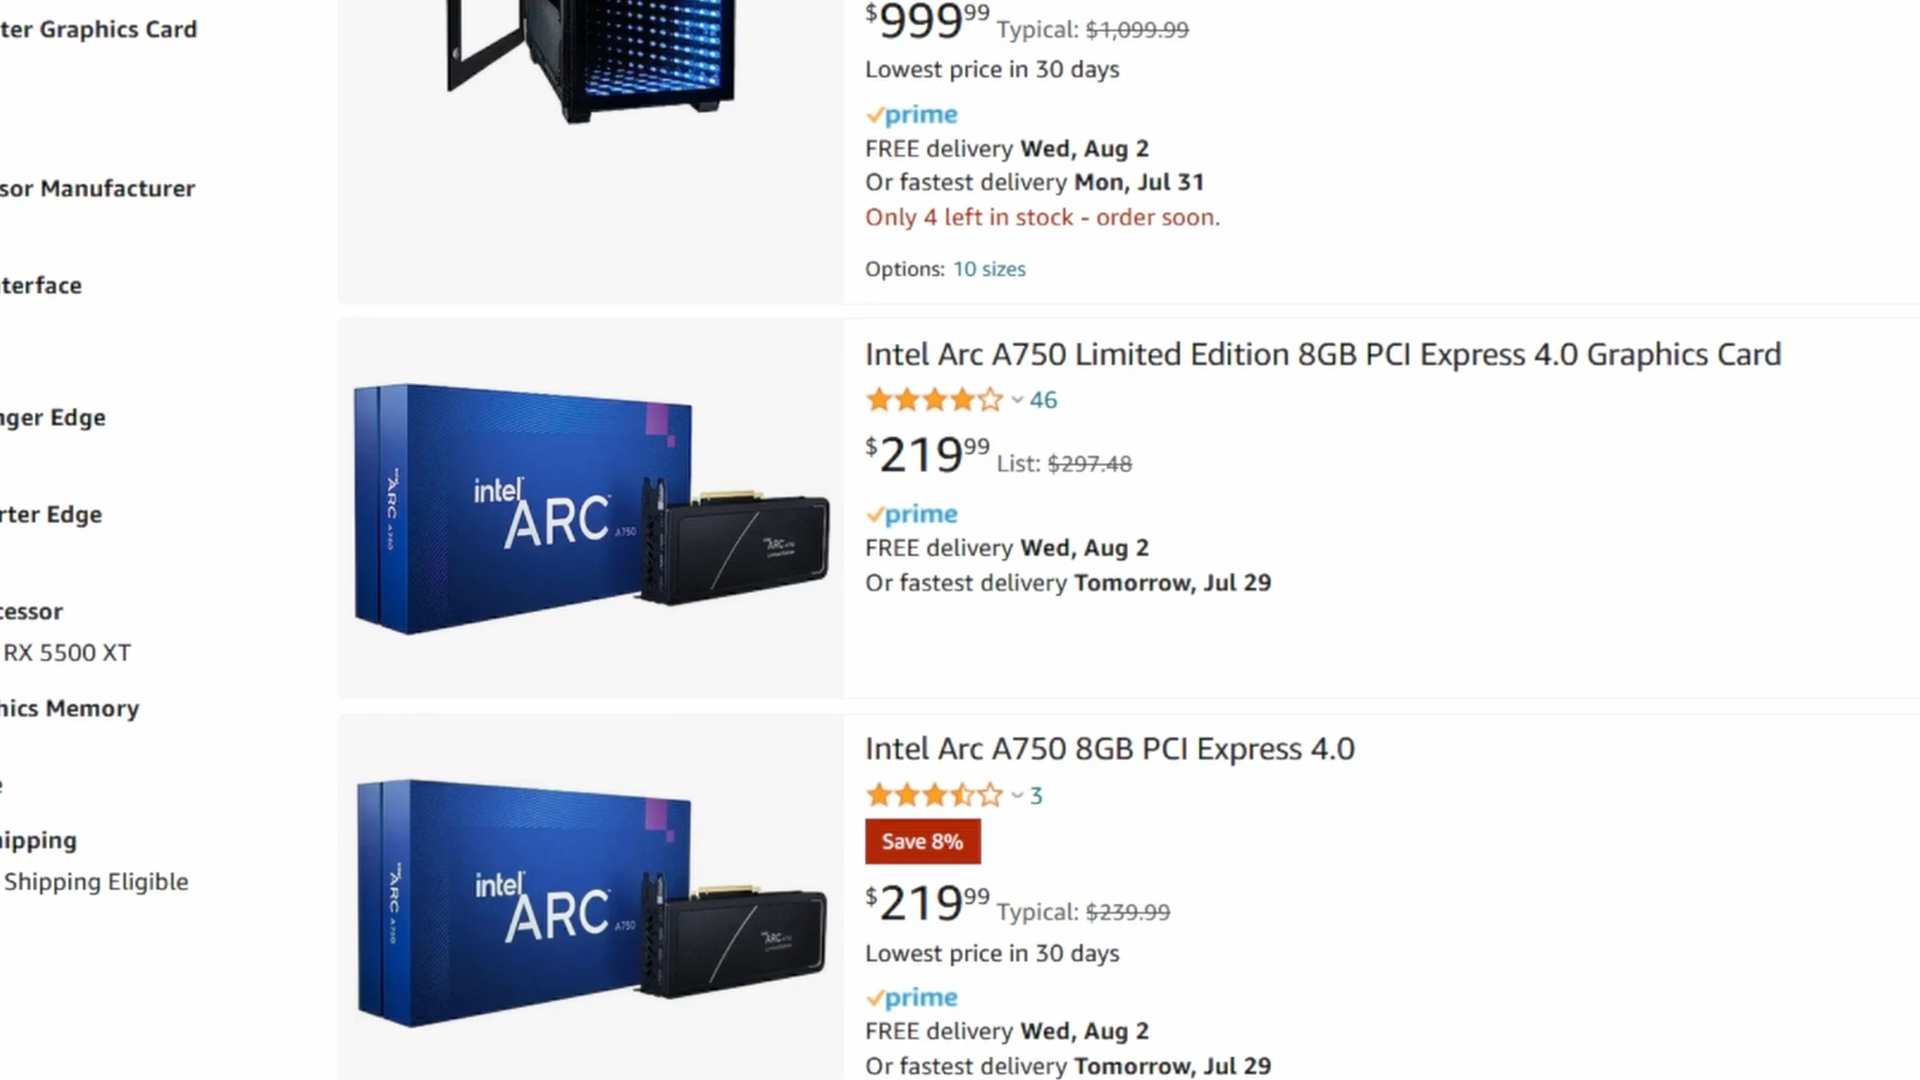 ter Graphics Card
sor Manufacturer
terface
nger Edge
rter Edge
cessor
RX 5500 XT
hics Memory
e
hipping
Shipping Eligible
$999.99 Typical: $1,099.99
Lowest price in 30 days
prime
FREE delivery Wed, Aug 2
Or fastest delivery Mon, Jul 31
Only 4 left in stock - order soon.
Options: 10 sizes
intel
ARC A750
ARC A750
Intel Arc A750 Limited Edition 8GB PCI Express 4.0 Graphics Card
46
$219.99 List: $297.48
prime
FREE delivery Wed, Aug 2
Or fastest delivery Tomorrow, Jul 29
intel
ARC A750
ARC A750
Intel Arc A750 8GB PCI Express 4.0
3
Save 8%
$219.99 Typical: $239.99
Lowest price in 30 days
prime
FREE delivery Wed, Aug 2
Or fastest delivery Tomorrow, Jul 29